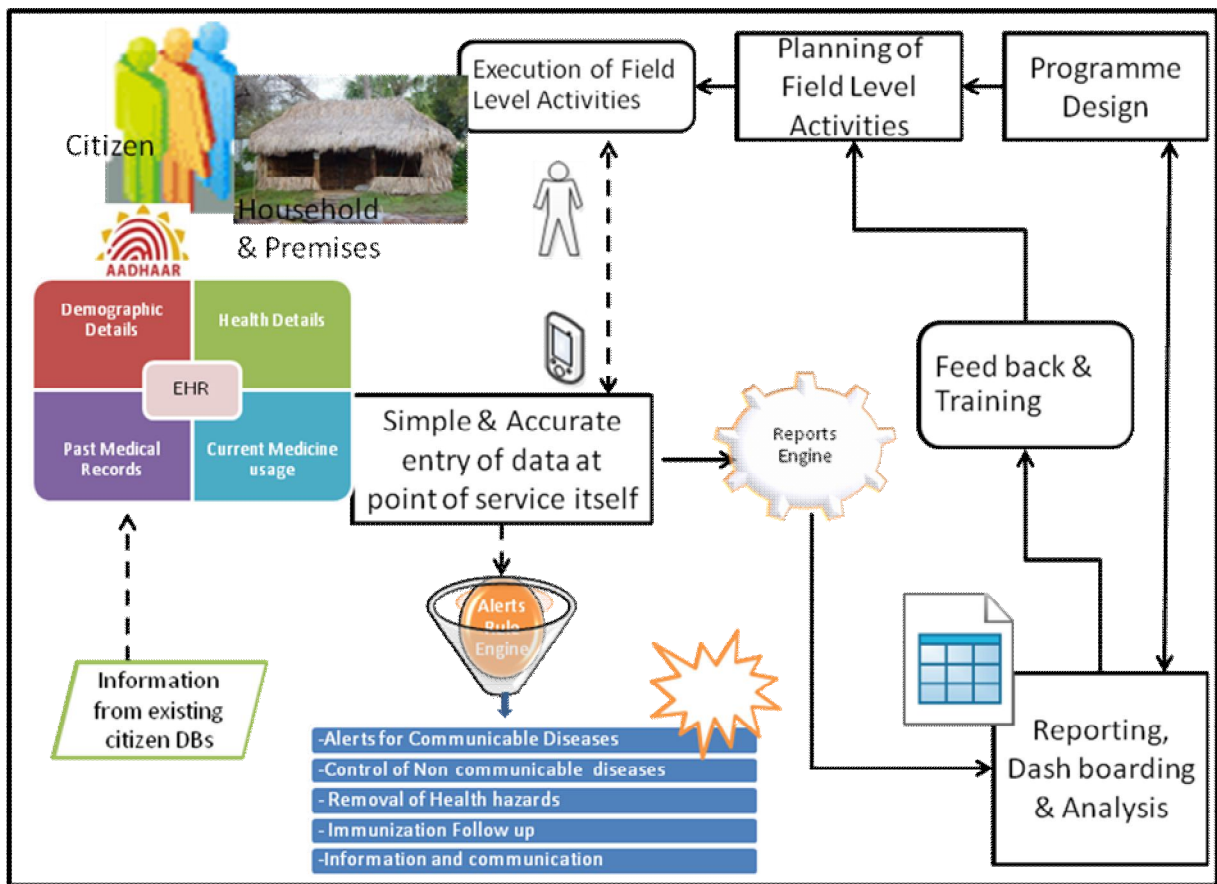 Citizen
Household
& Premises
AADHAAR
Execution of Field
Level Activities
Planning of
Field Level
Activities
Programme
Design
Demographic
Details
Health Details
EHR
Past Medical
Records
Current Medicine
usage
Simple & Accurate
entry of data at
point of service itself
Reports
Engine
Feed back &
Training
Alerts
Rule
Engine
Information
from existing
citizen DBs
-Alerts for Communicable Diseases
-Control of Non communicable diseases
- Removal of Health hazards
- Immunization Follow up
-Information and communication
Reporting,
Dash boarding
& Analysis